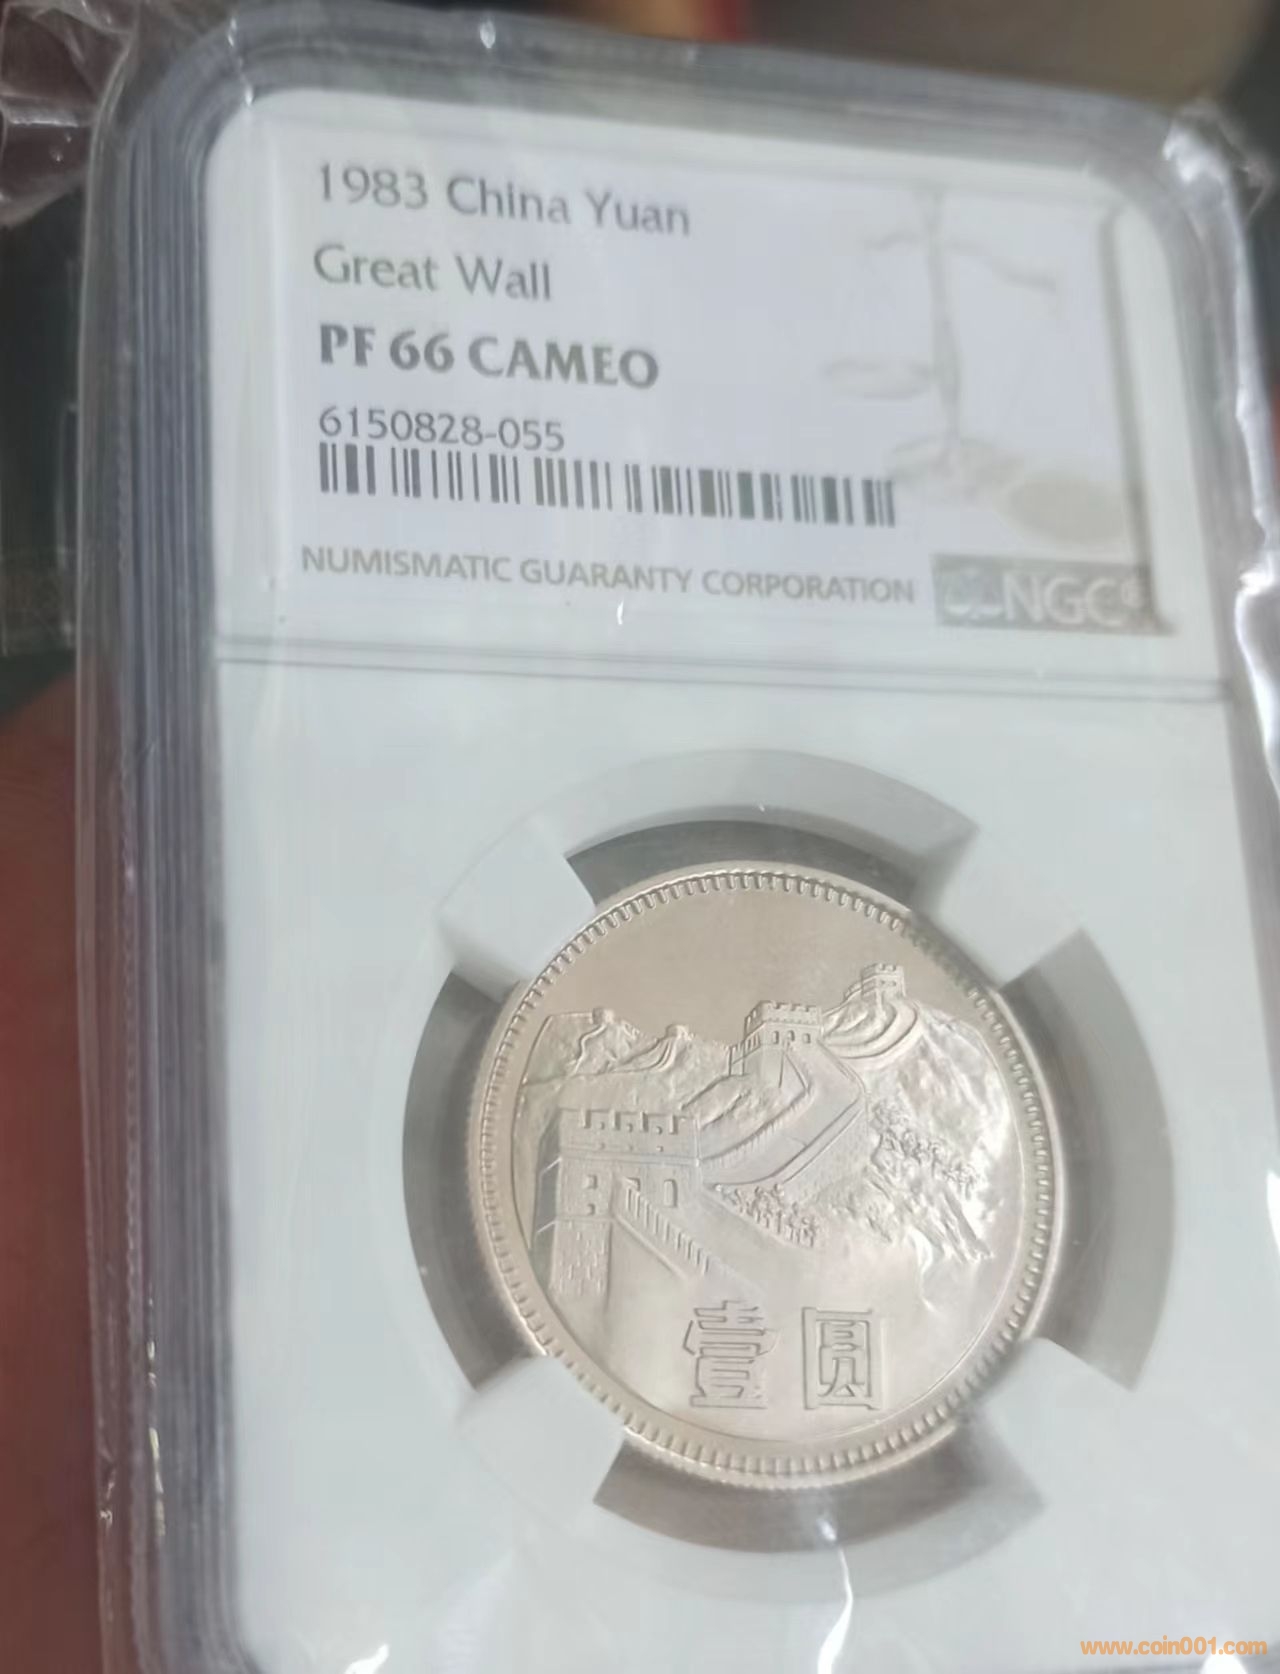 1983 China Yuan
Great Wall
PF 66 CAMEO
6150828-055
NUMISMATIC GUARANTY CORPORATION NGC
壹圆
www.coin001.com